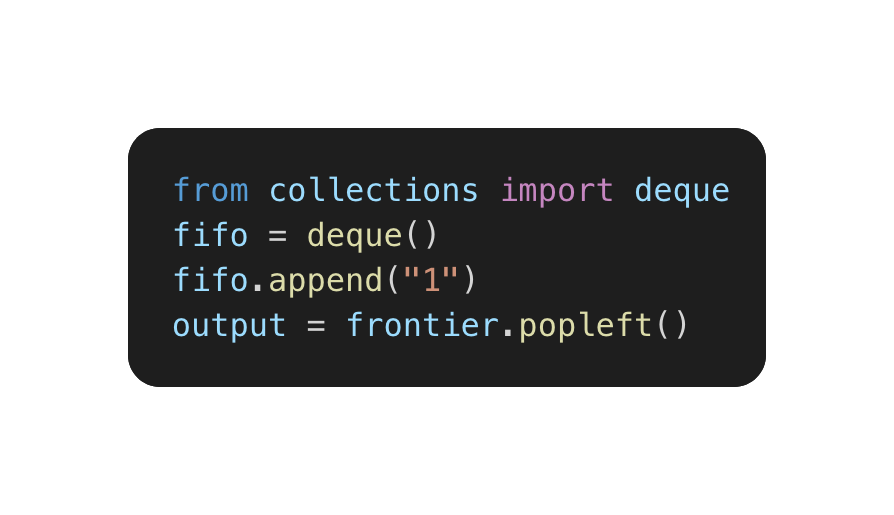 from collections import deque
fifo = deque()
fifo.append("1")
output = frontier.popleft()